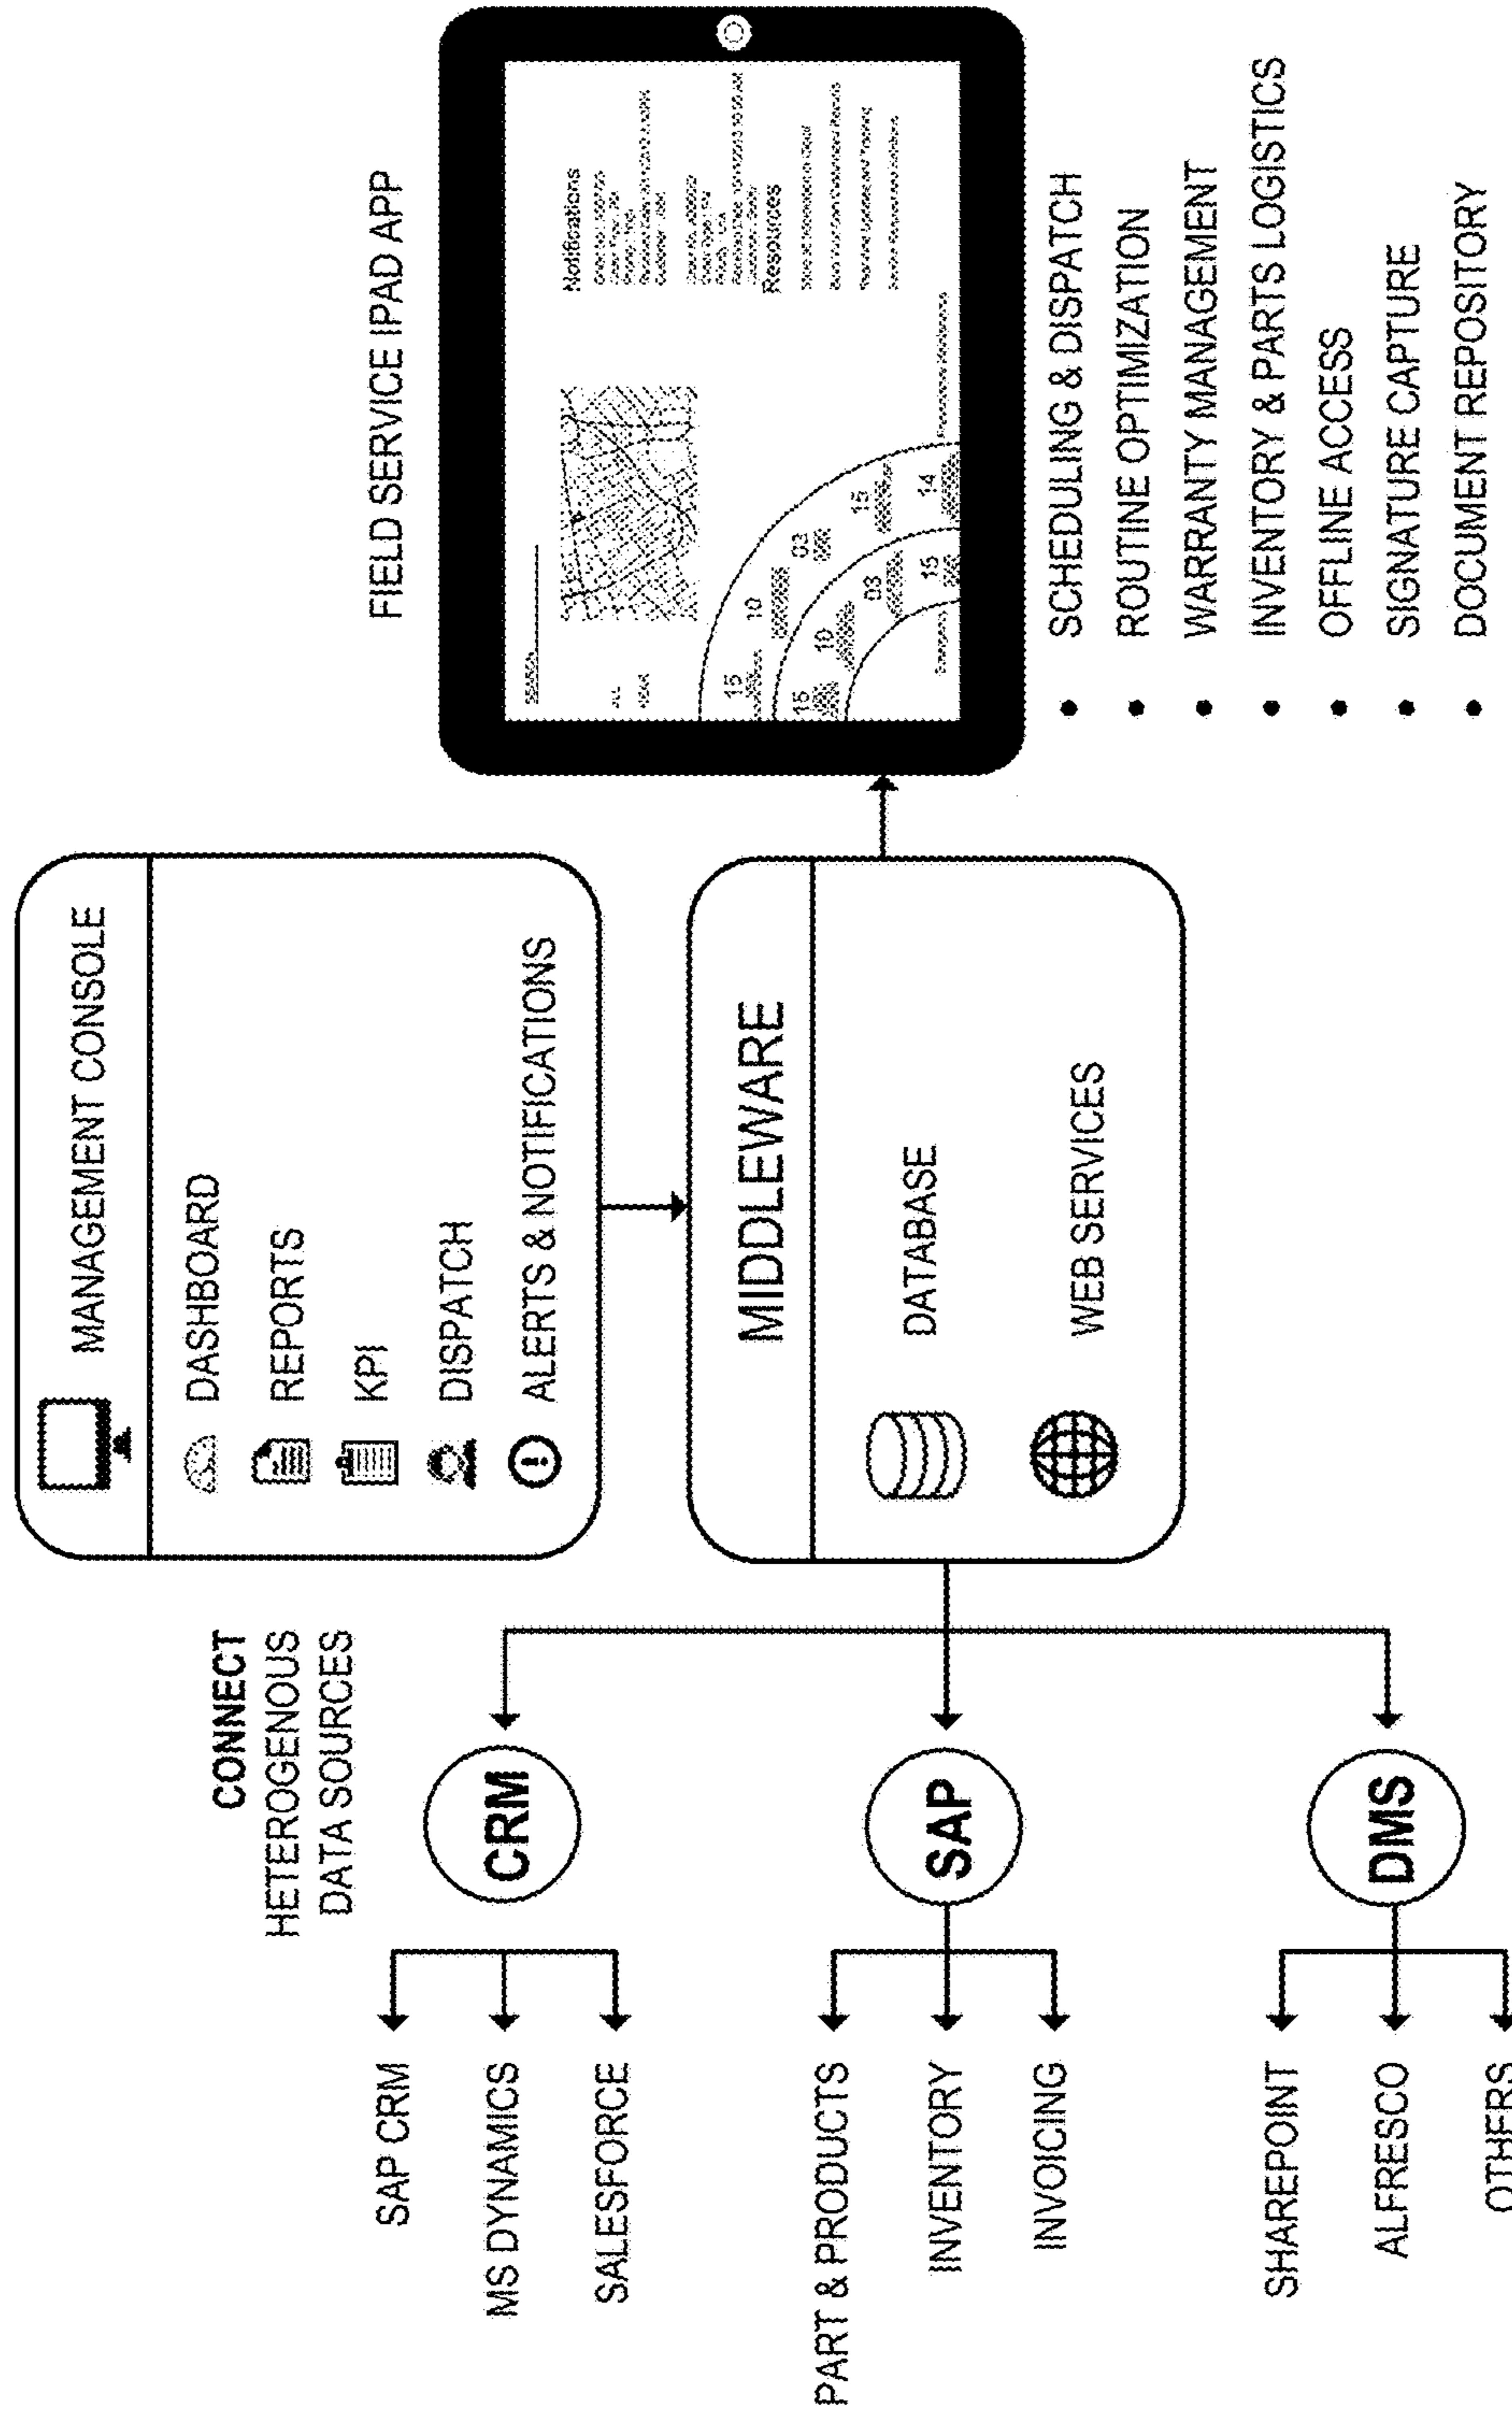 CONNECT
HETEROGENOUS
DATA SOURCES
SAP CRM
MS DYNAMICS
SALESFORCE
CRM
PART & PRODUCTS
INVENTORY
INVOICING
SAP
SHAREPOINT
ALFRESCO
OTHERS
DMS
MANAGEMENT CONSOLE
DASHBOARD
REPORTS
KPI
DISPATCH
ALERTS & NOTIFICATIONS
MIDDLEWARE
DATABASE
WEB SERVICES
FIELD SERVICE IPAD APP
Notifications
Resources
15
10
03
15
14
15
10
03
15
SCHEDULING & DISPATCH
ROUTINE OPTIMIZATION
WARRANTY MANAGEMENT
INVENTORY & PARTS LOGISTICS
OFFLINE ACCESS
SIGNATURE CAPTURE
DOCUMENT REPOSITORY